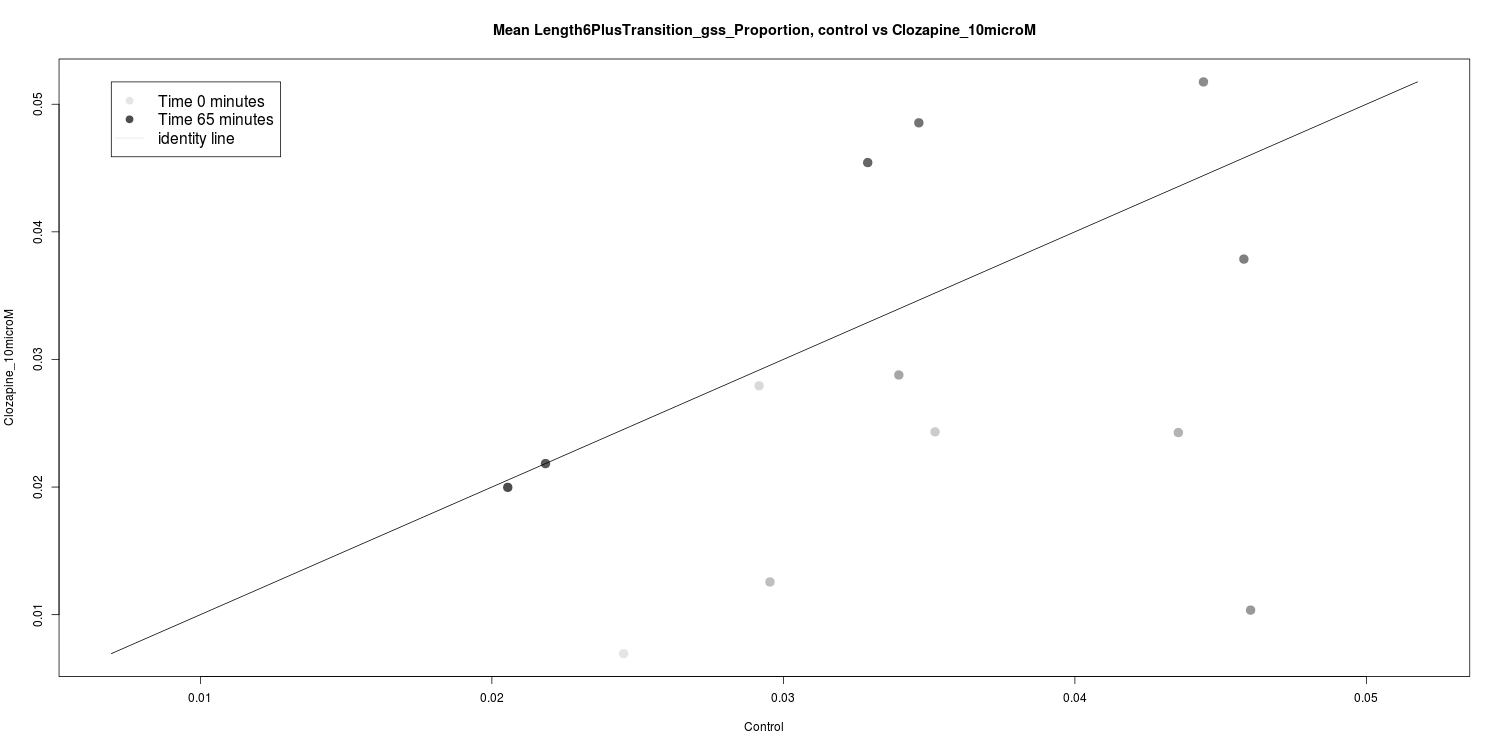 Mean Length6PlusTransition_gss_Proportion, control vs Clozapine_10microM
Time 0 minutes
Time 65 minutes
identity line
0.05
0.04
0.03
0.02
0.01
Clozapine_10microM
0.01 0.02 0.03 0.04 0.05
Control